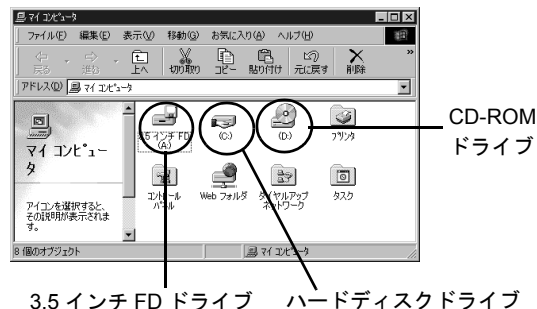 マイ コンピュータ
ファイル(F) 編集(E) 表示(V) 移動(G) お気に入り(A) ヘルプ(H)
戻る 進む 上へ 切り取り コピー 貼り付け 元に戻す 削除 »
アドレス(D) マイ コンピュータ
マイ コンピュー
タ
アイコンを選択すると、
その説明が表示されま
す。
3.5 インチ FD
(A:)
(C:)
(D:)
プリンタ
コントロール
パネル
Web フォルダ
ダイヤルアップ
ネットワーク
タスク
8 個のオブジェクト
マイ コンピュータ
CD-ROM
ドライブ
3.5 インチ FD ドライブ
ハードディスクドライブ